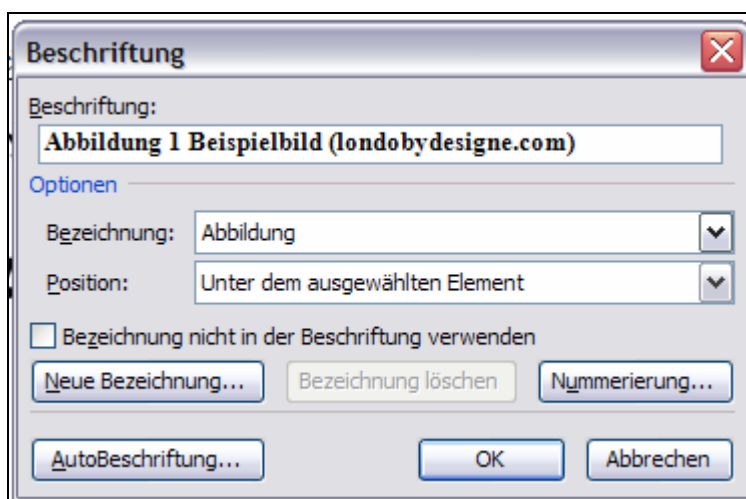 Beschriftung
Beschriftung:
Abbildung 1 Beispielbild (londobydesigne.com)
Optionen
Bezeichnung: Abbildung
Position: Unter dem ausgewählten Element
Bezeichnung nicht in der Beschriftung verwenden
Neue Bezeichnung... Bezeichnung löschen Nummerierung...
AutoBeschriftung... OK Abbrechen